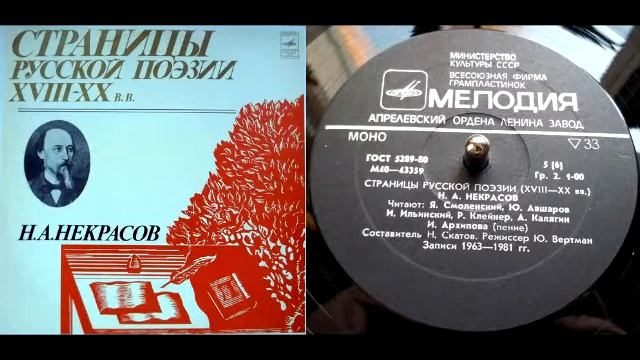 СТРАНИЦЫ
РУССКОЙ ПОЭЗИИ
XVIII-XX В.В.
Н.А.НЕКРАСОВ
МИНИСТЕРСТВО
КУЛЬТУРЫ СССР
ВСЕСОЮЗНАЯ ФИРМА
ГРАМПЛАСТИНОК
МЕЛОДИЯ
АПРЕЛЕВСКИЙ ОРДЕНА ЛЕНИНА ЗАВОД
МОНО
▽33
ГОСТ 5289-80
5 (6)
М40-43359
Гр. 2. 1-00
СТРАНИЦЫ РУССКОЙ ПОЭЗИИ (XVIII—XX вв.)
Н. А. НЕКРАСОВ
Читают: Я. Смоленский, Ю. Авшаров
И. Ильинский, Р. Клейнер, А. Калягин
И. Архипова (пение)
Составитель Н. Скатов. Режиссер Ю. Вертман
Записи 1963—1981 гг.